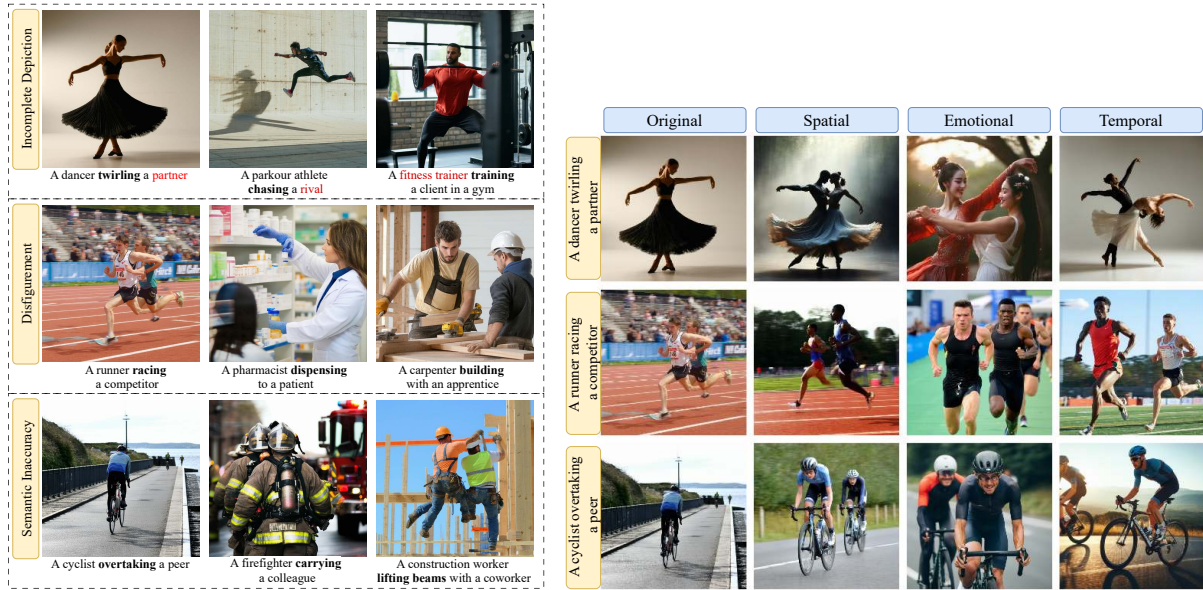 Incomplete Depiction
A dancer twirling a partner
A parkour athlete
chasing a rival
A fitness trainer training
a client in a gym
Disfigurement
A runner racing
a competitor
A pharmacist dispensing
to a patient
A carpenter building
with an apprentice
Semantic Inaccuracy
A cyclist overtaking a peer
A firefighter carrying
a colleague
A construction worker
lifting beams with a coworker
Original
Spatial
Emotional
Temporal
A dancer twirling
a partner
A runner racing
a competitor
A cyclist overtaking
a peer